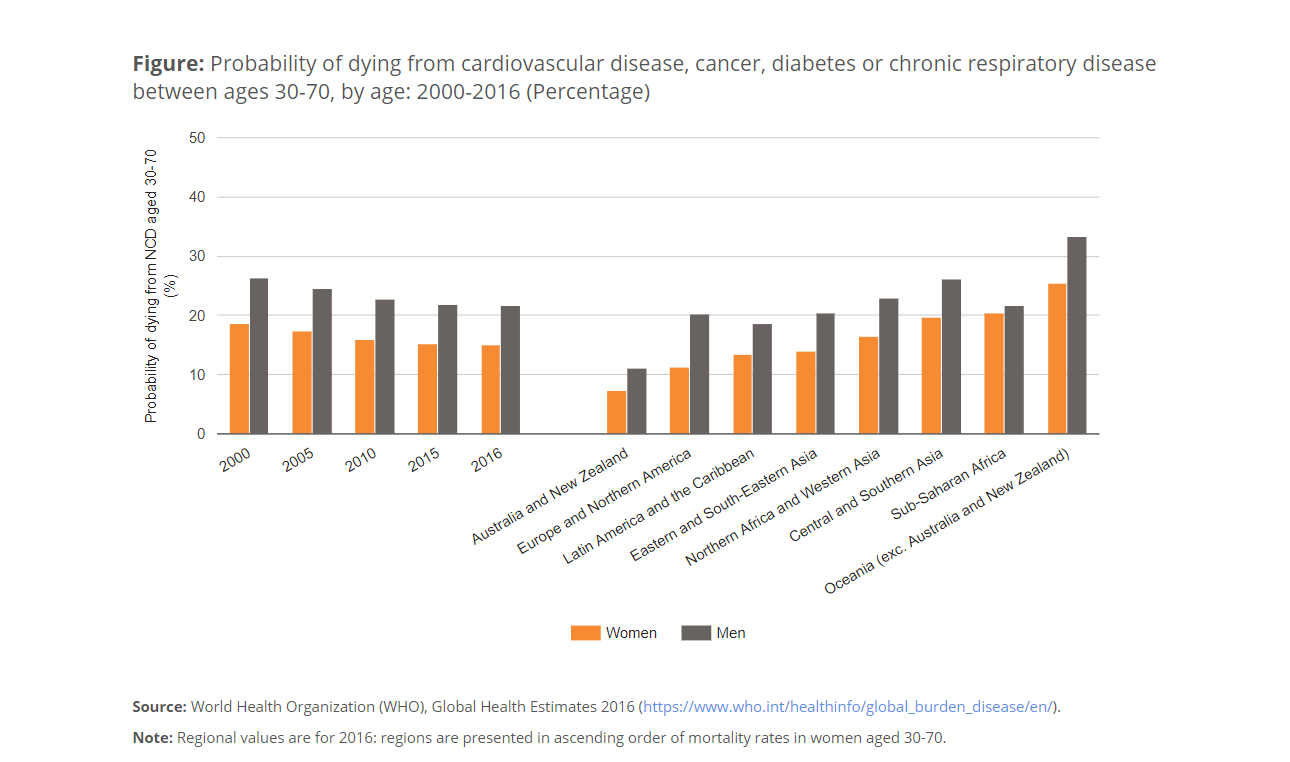 Figure: Probability of dying from cardiovascular disease, cancer, diabetes or chronic respiratory disease
between ages 30-70, by age: 2000-2016 (Percentage)
Probability of dying from NCD aged 30-70
(%)
50
40
30
20
10
0
2000
2005
2010
2015
2016
Australia and New Zealand
Europe and Northern America
Latin America and the Caribbean
Eastern and South-Eastern Asia
Northern Africa and Western Asia
Central and Southern Asia
Sub-Saharan Africa
Oceania (exc. Australia and New Zealand)
Women
Men
Source: World Health Organization (WHO), Global Health Estimates 2016 (https://www.who.int/healthinfo/global_burden_disease/en/).
Note: Regional values are for 2016: regions are presented in ascending order of mortality rates in women aged 30-70.